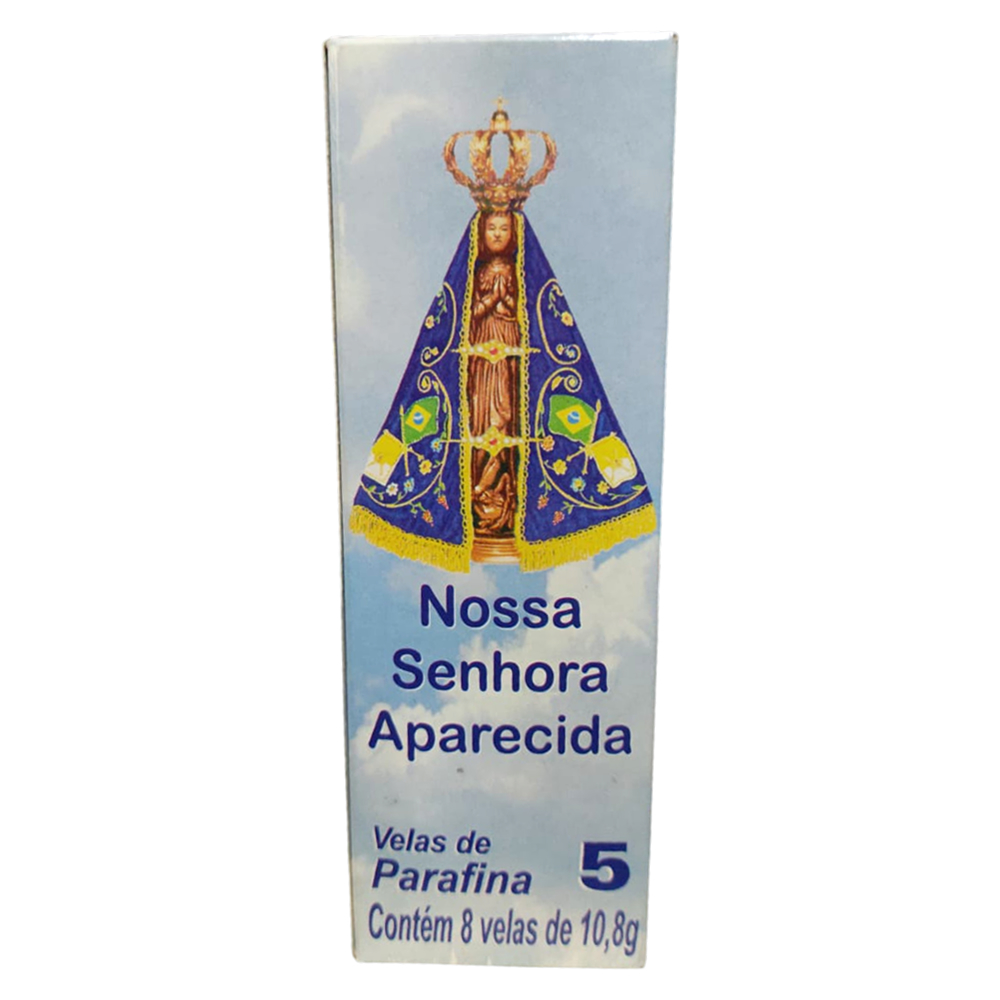 Nossa
Senhora
Aparecida
Velas de
Parafina 5
Contém 8 velas de 10,8g